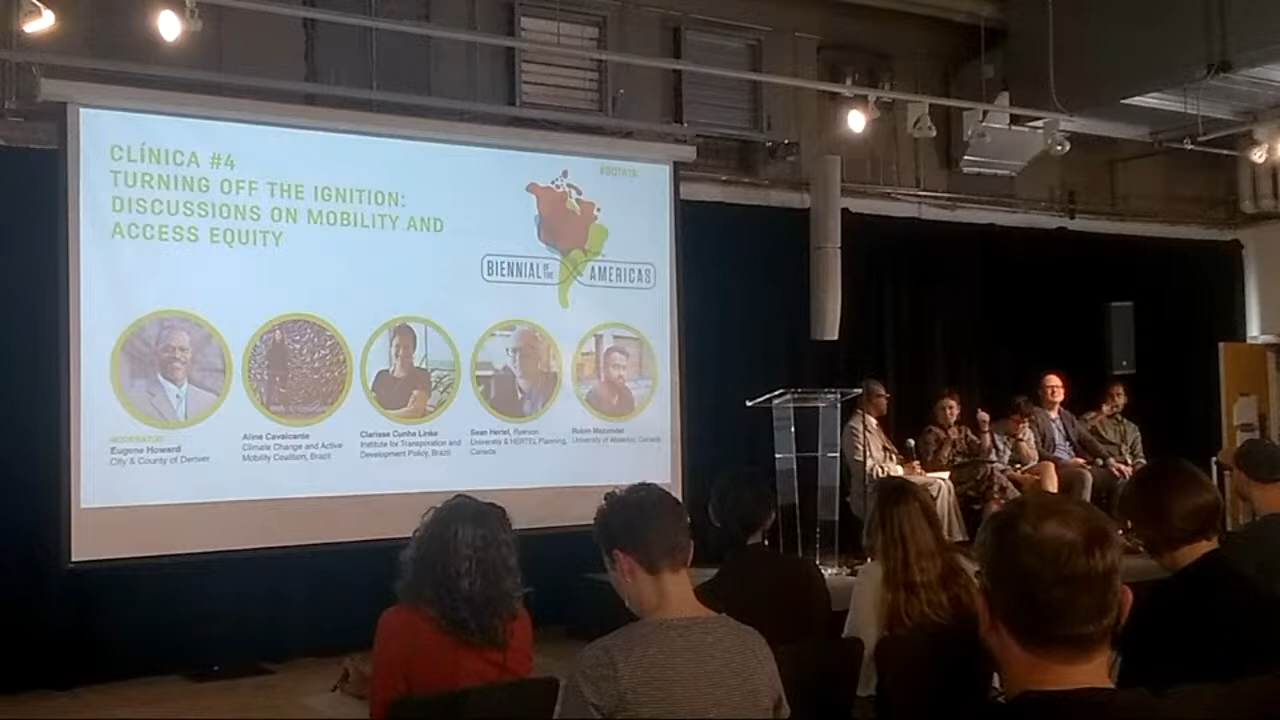 CLÍNICA #4
TURNING OFF THE IGNITION:
DISCUSSIONS ON MOBILITY AND
ACCESS EQUITY
BIENNIAL OF THE AMERICAS
MODERATOR:
Eugene Howard
City & County of Denver
Aline Cavalcante
Climate Change and Active
Mobility Coalition, Brazil
Clarisse Cunha Linke
Institute for Transportation and
Development Policy, Brazil
Sean Hertel, Ryerson
University & HERTEL Planning,
Canada
Robin Mazumder
University of Waterloo, Canada